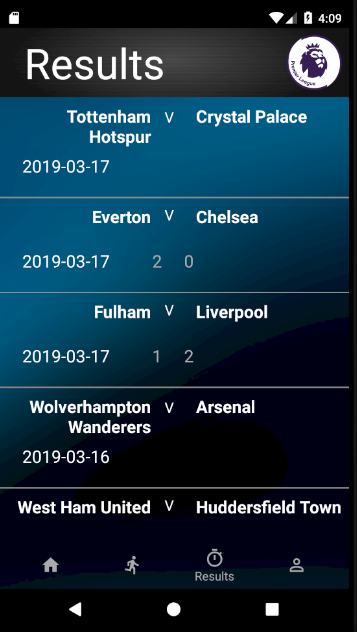 4:09
Results
Premier League
Tottenham Hotspur V Crystal Palace
2019-03-17
Everton V Chelsea
2019-03-17 2 0
Fulham V Liverpool
2019-03-17 1 2
Wolverhampton Wanderers V Arsenal
2019-03-16
West Ham United V Huddersfield Town
Results